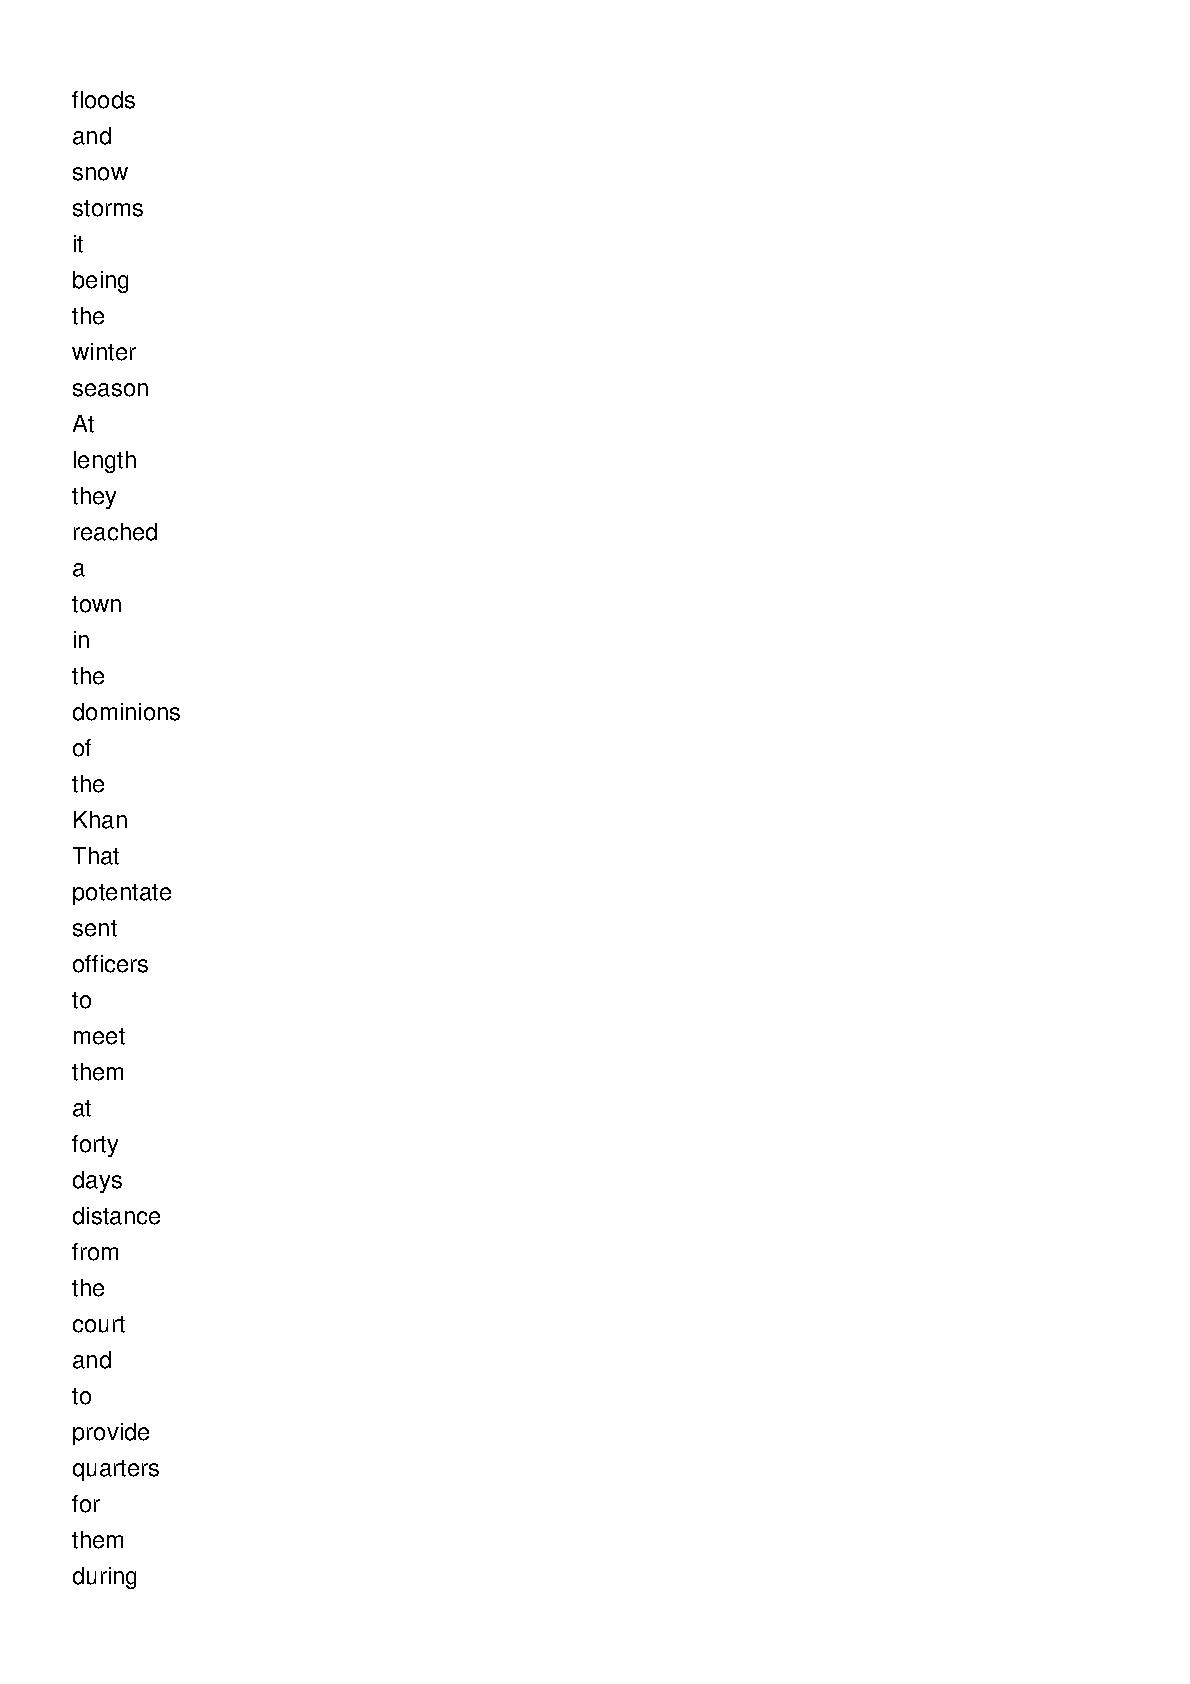 floods
and
snow
storms
it
being
the
winter
season
At
length
they
reached
a
town
in
the
dominions
of
the
Khan
That
potentate
sent
officers
to
meet
them
at
forty
days
distance
from
the
court
and
to
provide
quarters
for
them
during